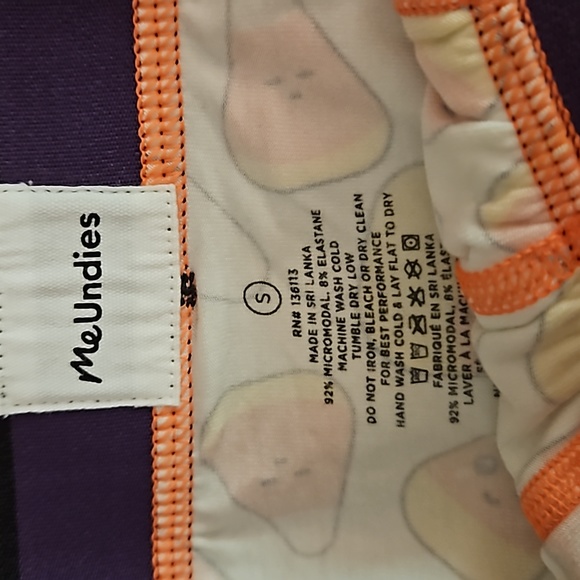 MeUndies
S
RN# 136113
MADE IN SRI LANKA
92% MICROMODAL, 8% ELASTANE
MACHINE WASH COLD
TUMBLE DRY LOW
DO NOT IRON, BLEACH OR DRY CLEAN
FOR BEST PERFORMANCE
HAND WASH COLD & LAY FLAT TO DRY
FABRIQUÉ EN SRI LANKA
92% MICROMODAL, 8% ÉLAST
LAVER À LA